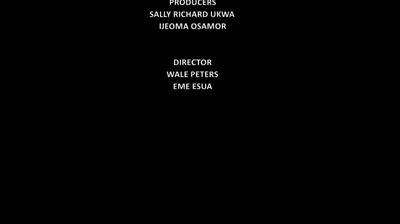 PRODUCERS
SALLY RICHARD UKWA
IJEOMA OSAMOR
DIRECTOR
WALE PETERS
EME ESUA